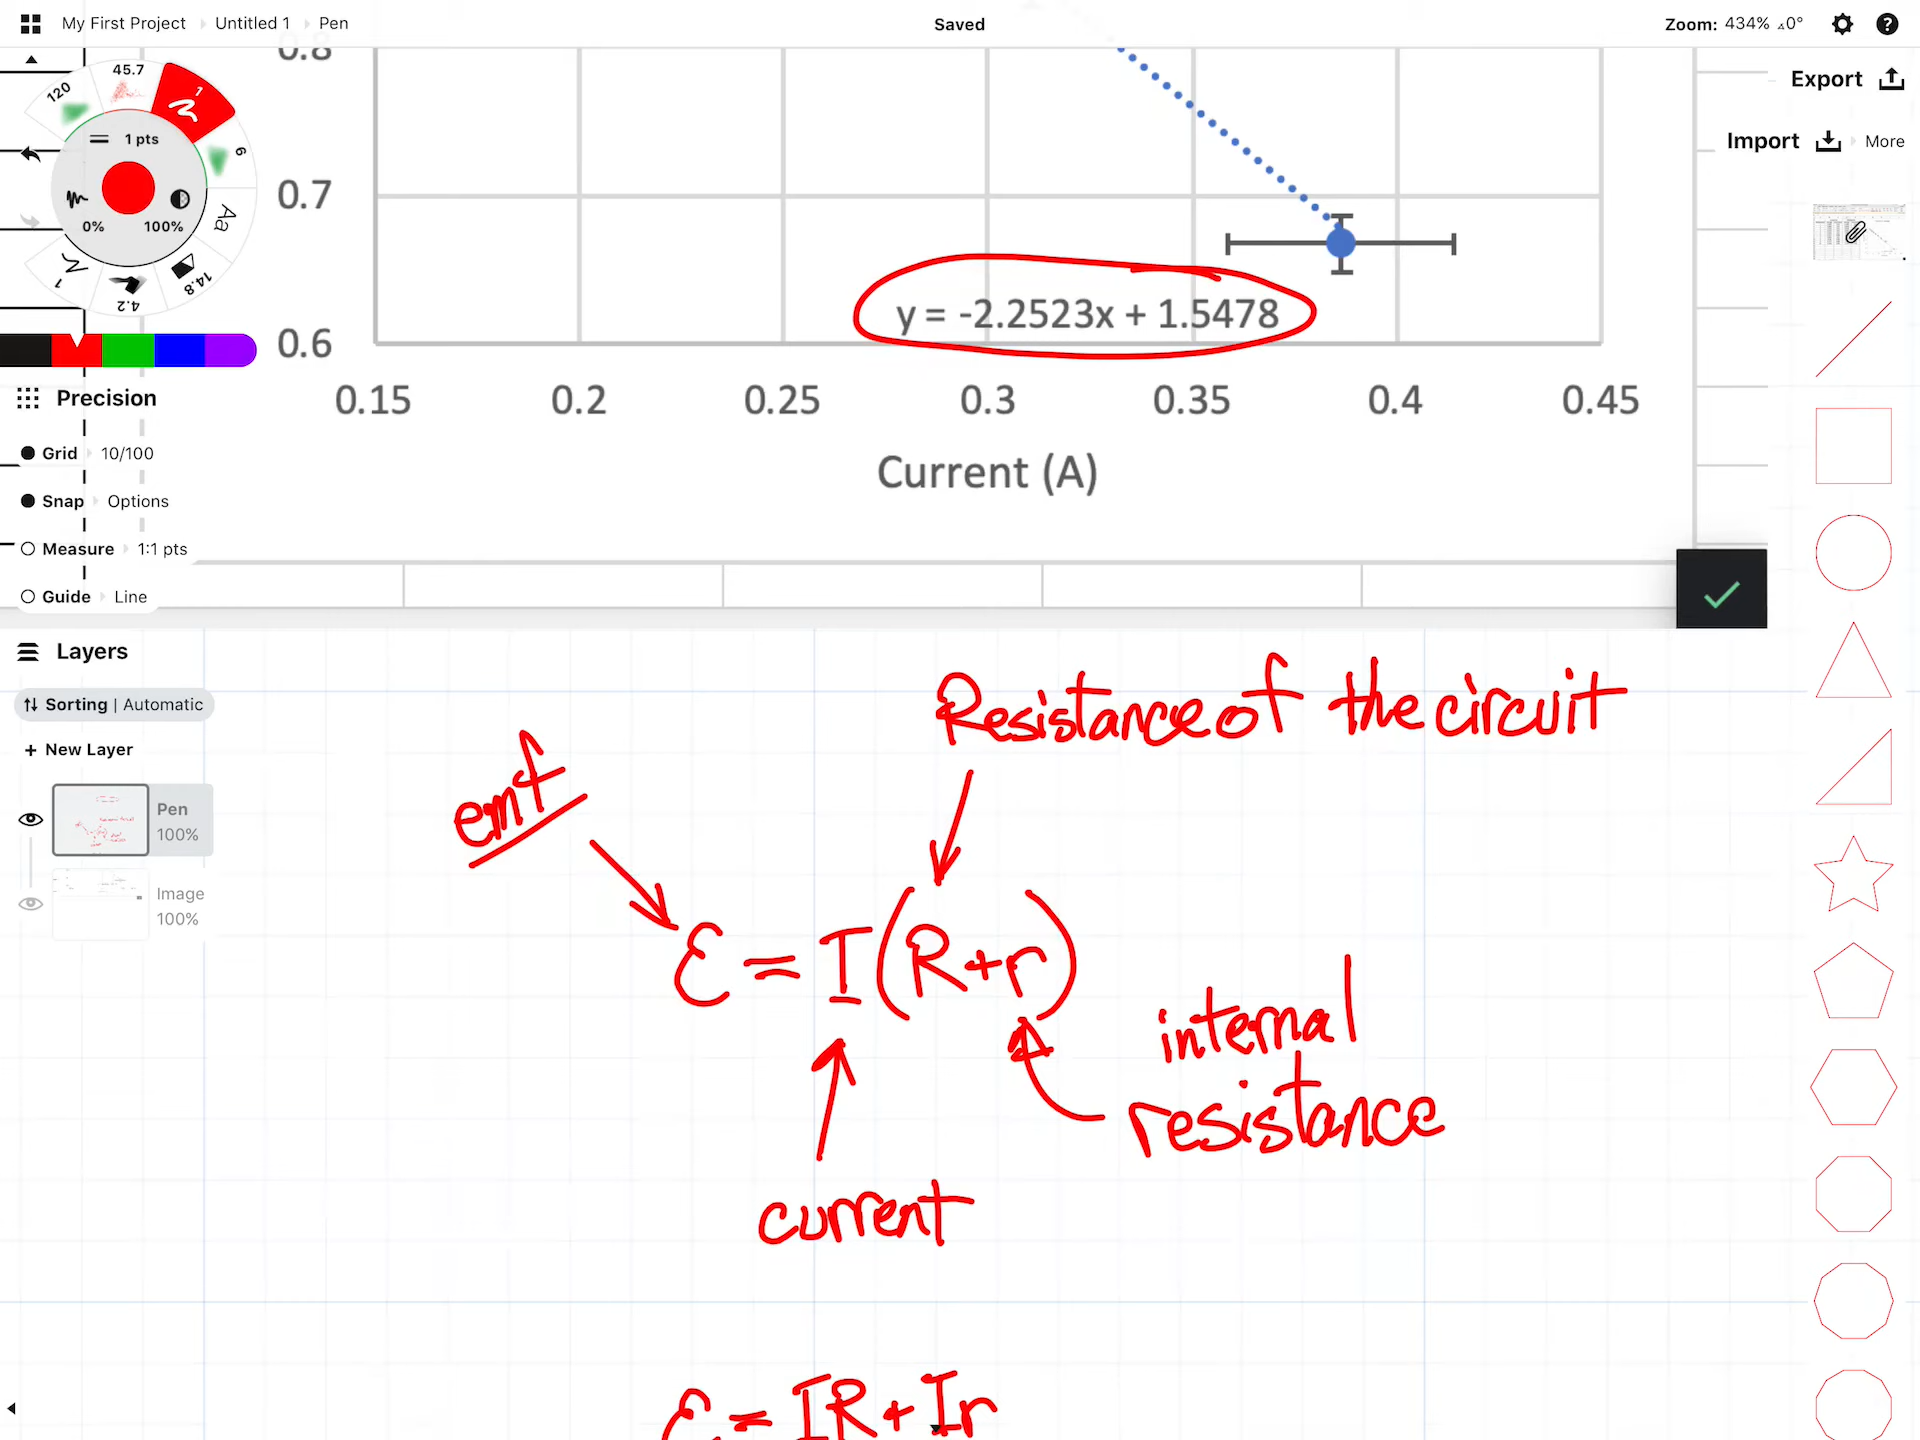 My First Project Untitled 1 Pen
Saved
Zoom: 434% 0°
Export
Import More
120
45.7
1
6
1 pts
0%
100%
Aa
1
4.2
14.8
Precision
Grid 10/100
Snap Options
Measure 1:1 pts
Guide Line
Layers
Sorting | Automatic
+ New Layer
Pen
100%
Image
100%
0.8
0.7
0.6
y = -2.2523x + 1.5478
0.15 0.2 0.25 0.3 0.35 0.4 0.45
Current (A)
Resistance of the circuit
emf
ℰ = I(R+r)
internal
resistance
current
ℰ = IR + Ir